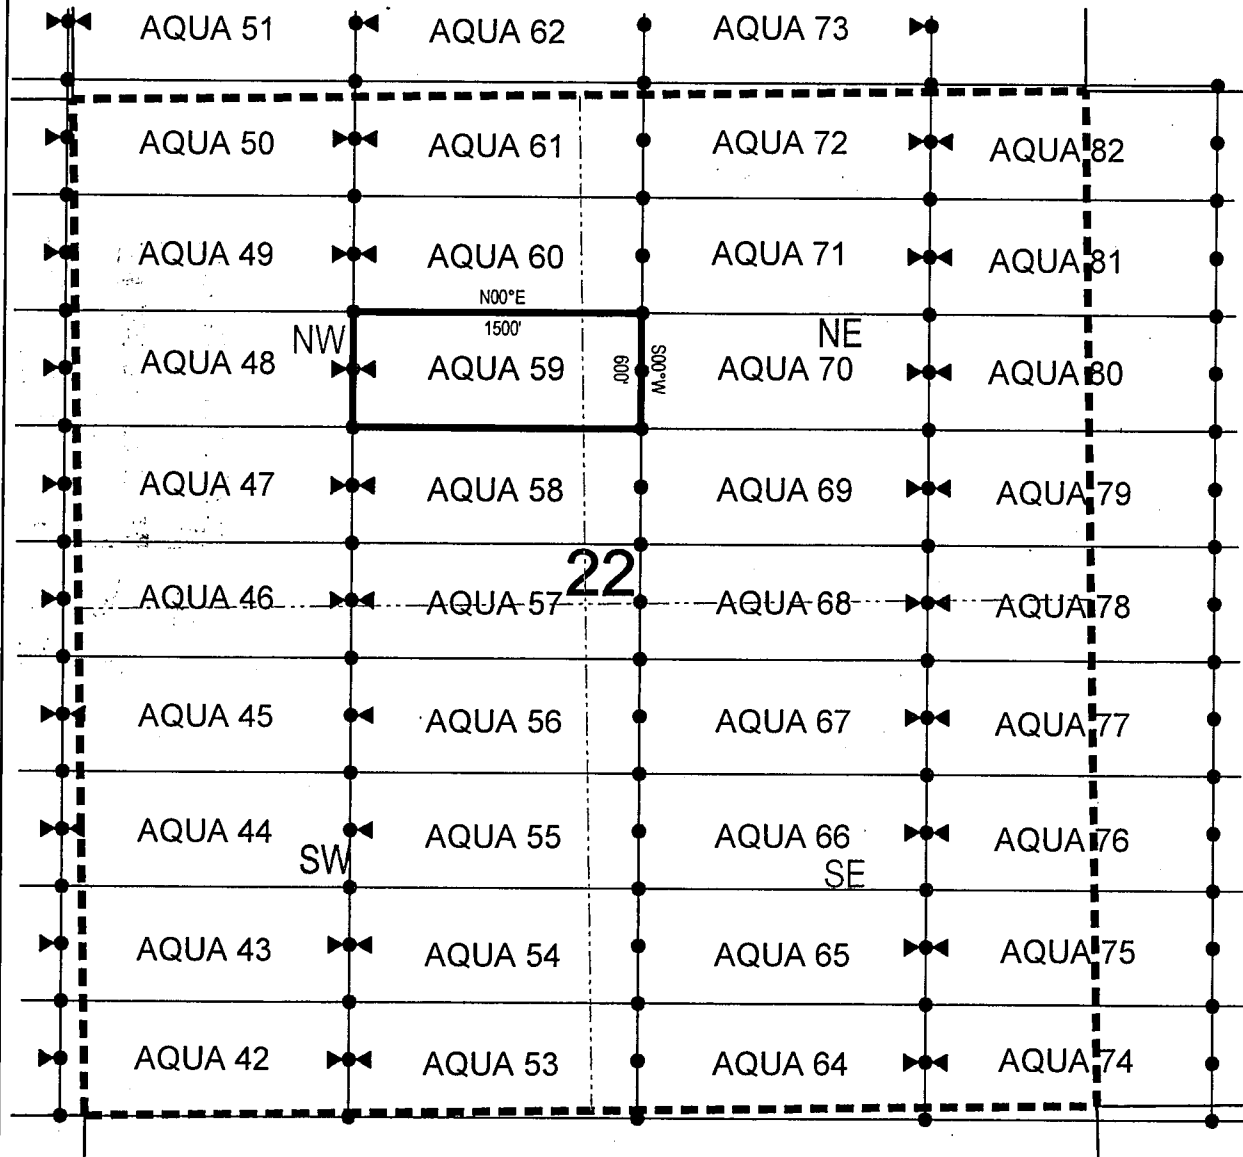 AQUA 51 AQUA 62 AQUA 73
AQUA 50 AQUA 61 AQUA 72 AQUA 82
AQUA 49 AQUA 60 AQUA 71 AQUA 81
N00°E
1500'
NW NE
AQUA 48 AQUA 59 600' S00°W AQUA 70 AQUA 80
AQUA 47 AQUA 58 AQUA 69 AQUA 79
22
AQUA 46 AQUA 57 AQUA 68 AQUA 78
AQUA 45 AQUA 56 AQUA 67 AQUA 77
AQUA 44 AQUA 55 AQUA 66 AQUA 76
SW SE
AQUA 43 AQUA 54 AQUA 65 AQUA 75
AQUA 42 AQUA 53 AQUA 64 AQUA 74